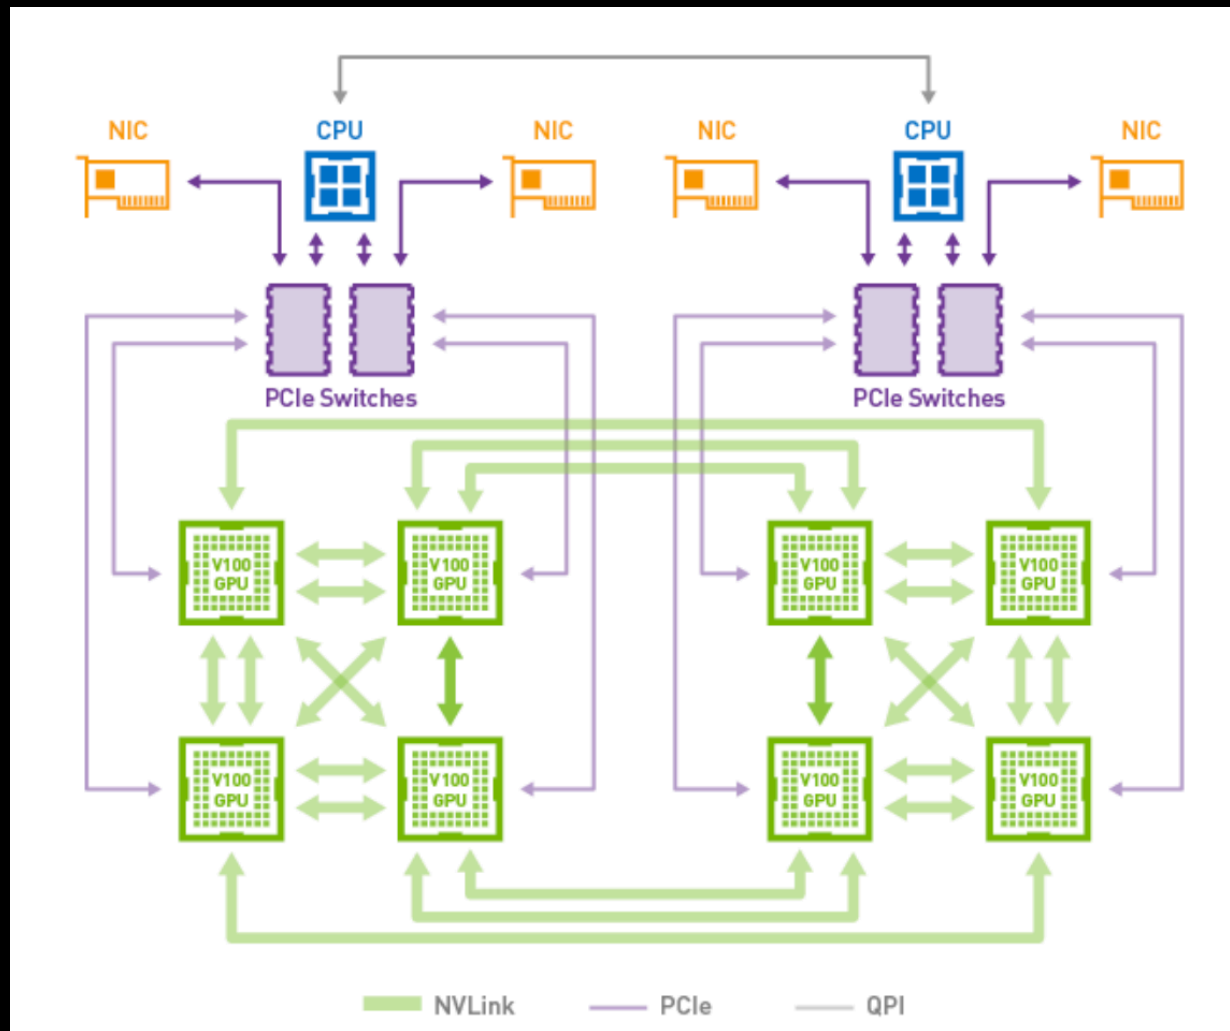 NIC
CPU
NIC
NIC
CPU
NIC
PCIe Switches
PCIe Switches
V100
GPU
V100
GPU
V100
GPU
V100
GPU
V100
GPU
V100
GPU
V100
GPU
V100
GPU
NVLink
PCIe
QPI